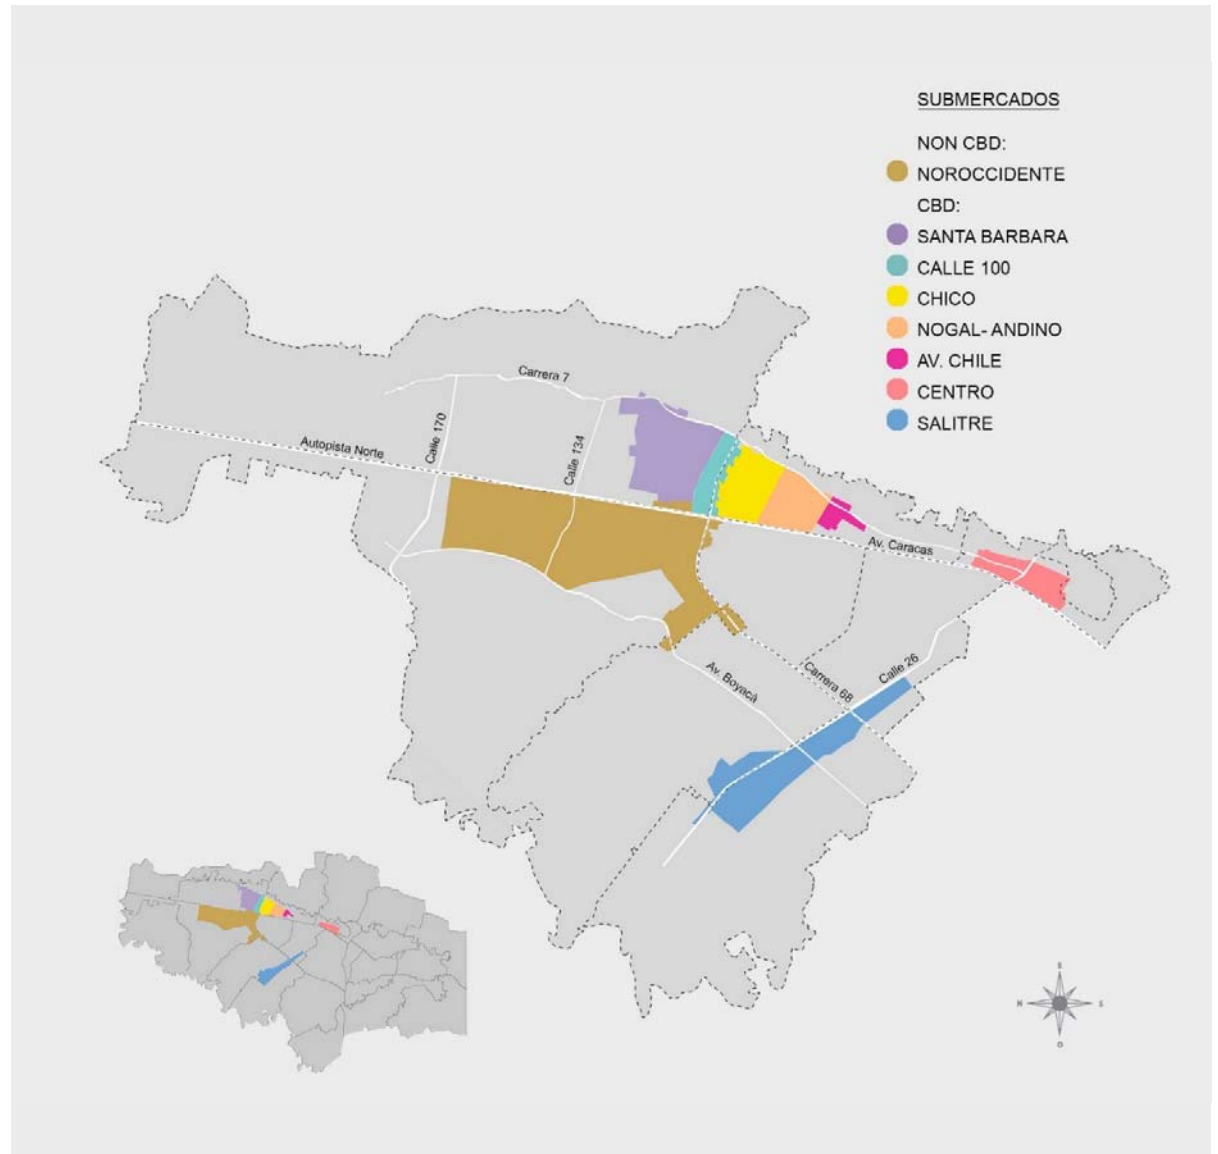 SUBMERCADOS
NON CBD:
NOROCCIDENTE
CBD:
SANTA BARBARA
CALLE 100
CHICO
NOGAL- ANDINO
AV. CHILE
CENTRO
SALITRE
Carrera 7
Calle 170
Autopista Norte
Calle 134
Av. Caracas
Calle 26
Carrera 68
Av. Boyacá
N
S
O